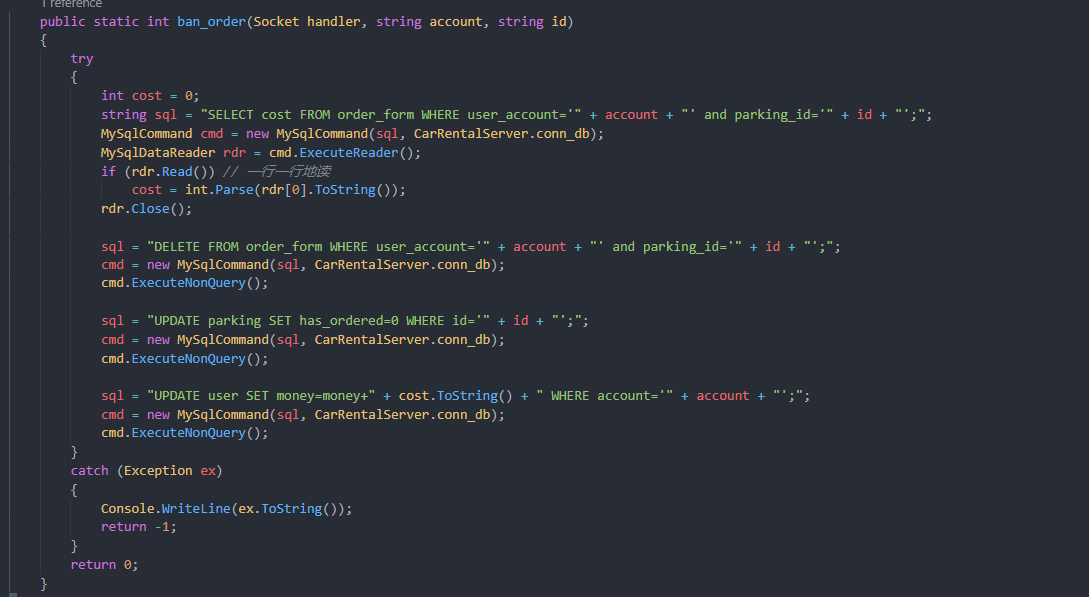 1 reference
public static int ban_order(Socket handler, string account, string id)
{
try
{
int cost = 0;
string sql = "SELECT cost FROM order_form WHERE user_account='" + account + "' and parking_id='" + id + "';";
MySqlCommand cmd = new MySqlCommand(sql, CarRentalServer.conn_db);
MySqlDataReader rdr = cmd.ExecuteReader();
if (rdr.Read()) // 一行一行地读
cost = int.Parse(rdr[0].ToString());
rdr.Close();
sql = "DELETE FROM order_form WHERE user_account='" + account + "' and parking_id='" + id + "';";
cmd = new MySqlCommand(sql, CarRentalServer.conn_db);
cmd.ExecuteNonQuery();
sql = "UPDATE parking SET has_ordered=0 WHERE id='" + id + "';";
cmd = new MySqlCommand(sql, CarRentalServer.conn_db);
cmd.ExecuteNonQuery();
sql = "UPDATE user SET money=money+" + cost.ToString() + " WHERE account='" + account + "';";
cmd = new MySqlCommand(sql, CarRentalServer.conn_db);
cmd.ExecuteNonQuery();
}
catch (Exception ex)
{
Console.WriteLine(ex.ToString());
return -1;
}
return 0;
}